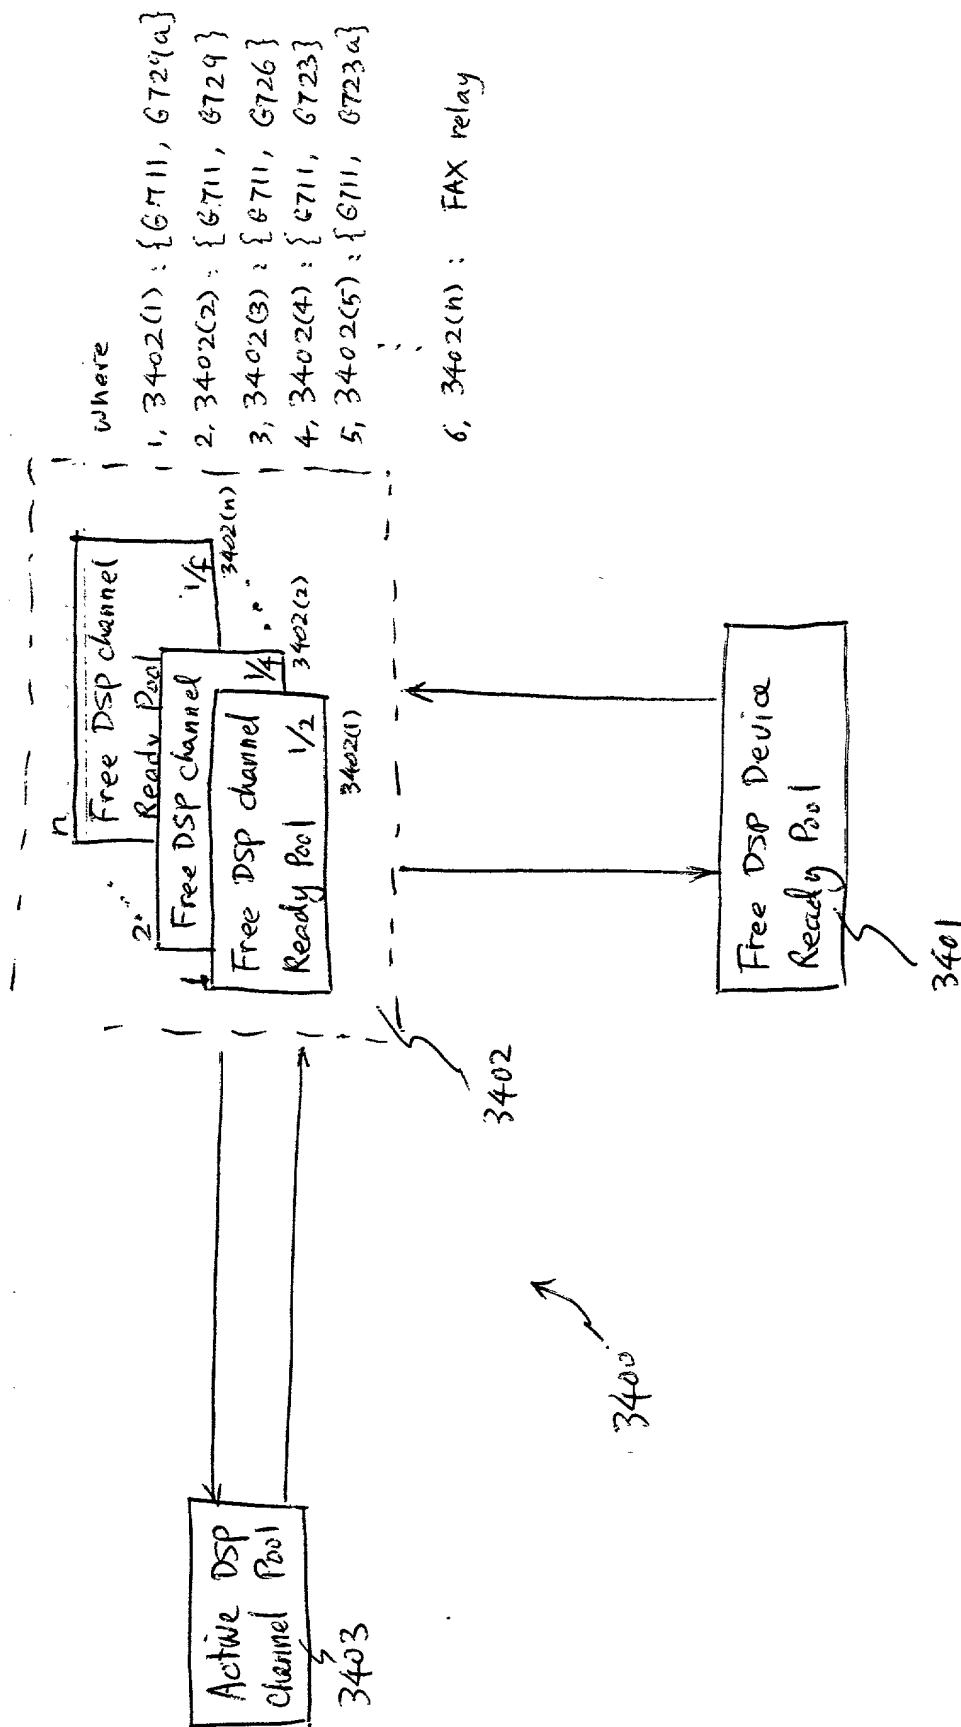 where
1, 3402(1) : {G711, G729a}
2, 3402(2) : {G711, G729}
3, 3402(3) : {G711, G726}
4, 3402(4) : {G711, G723}
5, 3402(5) : {G711, G723a}
6, 3402(n) : FAX relay
n
Free DSP channel
Ready Pool
1/f
3402(n)
2
Free DSP channel
1/4
3402(2)
1
Free DSP channel
Ready Pool 1/2
3402(1)
3402
Active DSP
Channel Pool
3403
Free DSP Device
Ready Pool
3401
3400